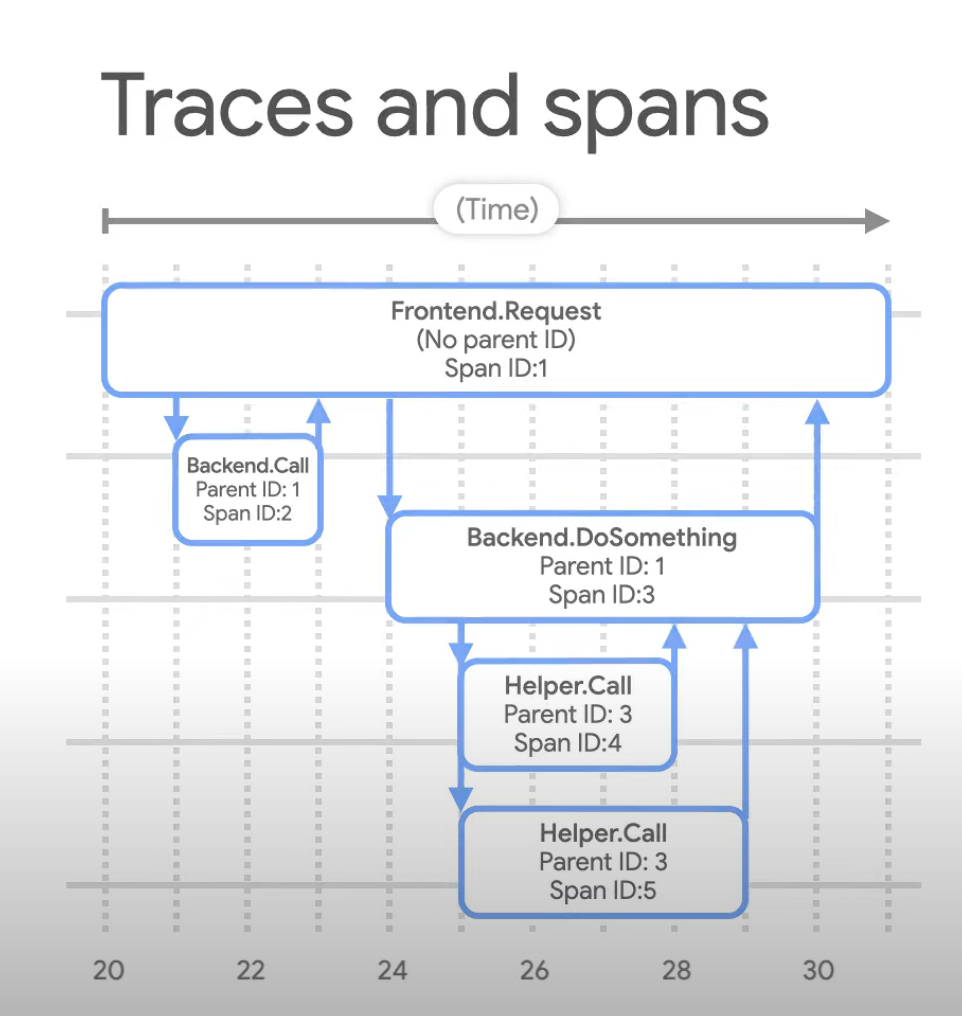 Traces and spans
(Time)
Frontend.Request
(No parent ID)
Span ID:1
Backend.Call
Parent ID: 1
Span ID:2
Backend.DoSomething
Parent ID: 1
Span ID:3
Helper.Call
Parent ID: 3
Span ID:4
Helper.Call
Parent ID: 3
Span ID:5
20 22 24 26 28 30